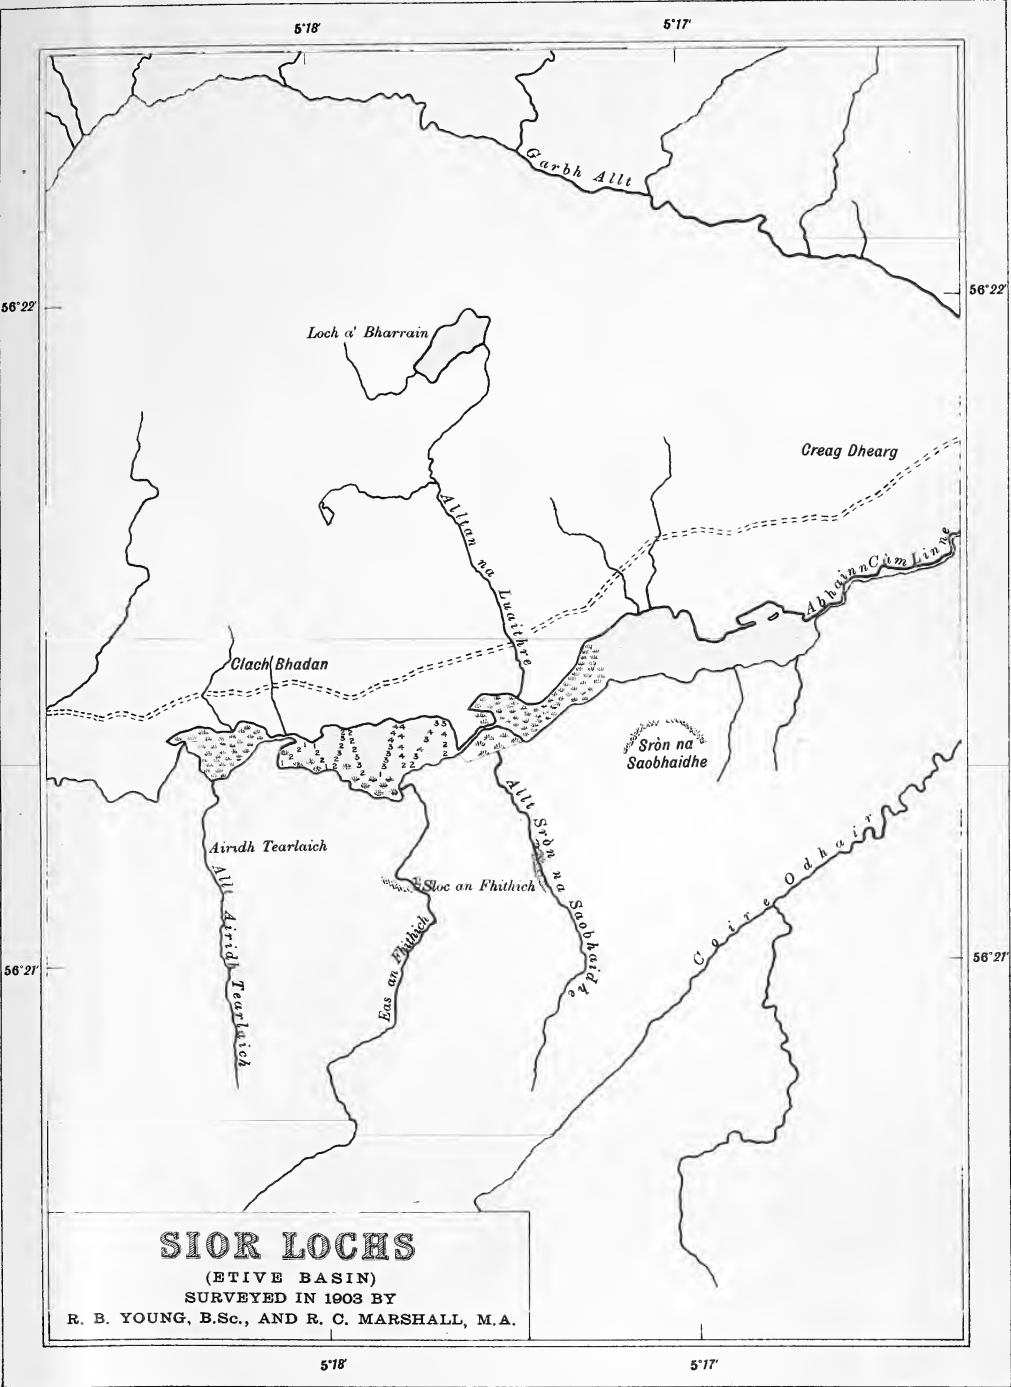 5°18′ 5°17′
Garbh Allt
56°22′ 56°22′
Loch a' Bharrain
Creag Dhearg
Alltan na Luaithre
Abhainn Càm Linne
Clach Bhadan
Sròn na
Saobhaidhe
Allt Sròn na Saobhaidhe
Airidh Tearlaich
Allt Airidh Tearlaich
Sloc an Fhithich
Eas an Fhithich
Coire Odhair
56°21′ 56°21′
SIOR LOCHS
(ETIVE BASIN)
SURVEYED IN 1903 BY
R. B. YOUNG, B.Sc., AND R. C. MARSHALL, M.A.
5°18′ 5°17′